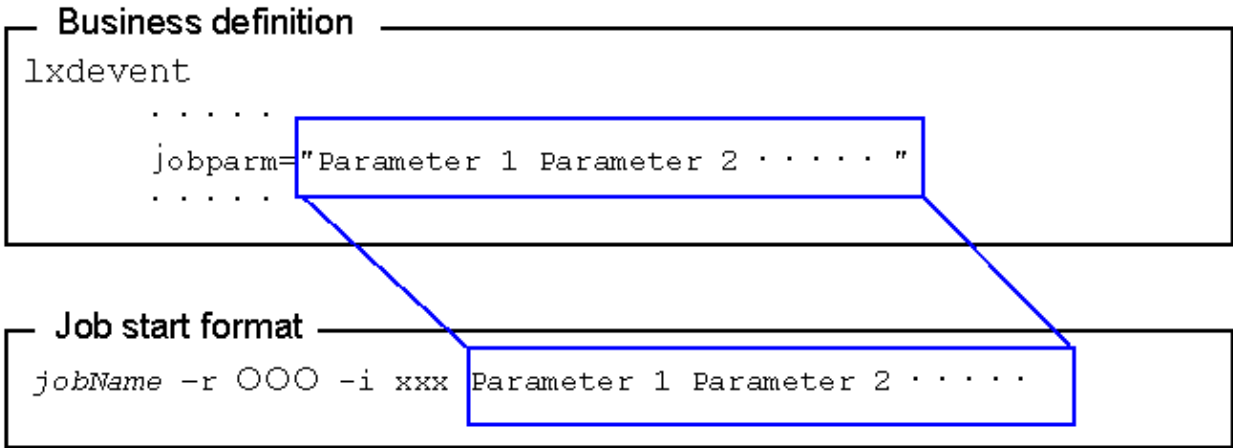 Business definition
lxdevent
· · · · ·
jobparm="Parameter 1 Parameter 2 · · · · · "
· · · · ·
Job start format
jobName –r OOO -i xxx Parameter 1 Parameter 2 · · · · ·